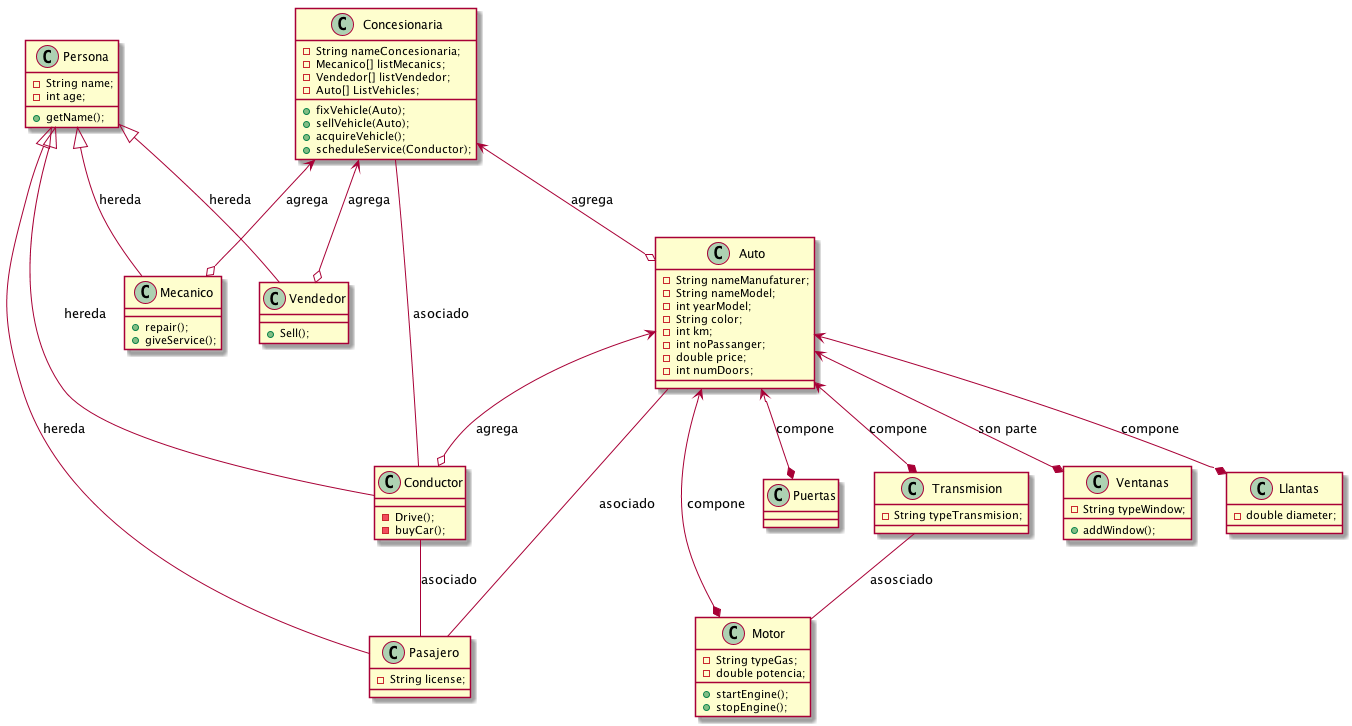 C Concesionaria
String nameConcesionaria;
Mecanico[] listMecanics;
Vendedor[] listVendedor;
Auto[] ListVehicles;
fixVehicle(Auto);
sellVehicle(Auto);
acquireVehicle();
scheduleService(Conductor);
C Persona
String name;
int age;
getName();
hereda
hereda
agrega
agrega
agrega
C Auto
String nameManufaturer;
String nameModel;
int yearModel;
String color;
int km;
int noPassanger;
double price;
int numDoors;
C Mecanico
repair();
giveService();
C Vendedor
Sell();
hereda
asociado
hereda
agrega
compone
compone
son parte
compone
C Conductor
Drive();
buyCar();
asociado
compone
C Puertas
C Transmision
String typeTransmision;
C Ventanas
String typeWindow;
addWindow();
C Llantas
double diameter;
asociado
asosciado
C Pasajero
String license;
C Motor
String typeGas;
double potencia;
startEngine();
stopEngine();